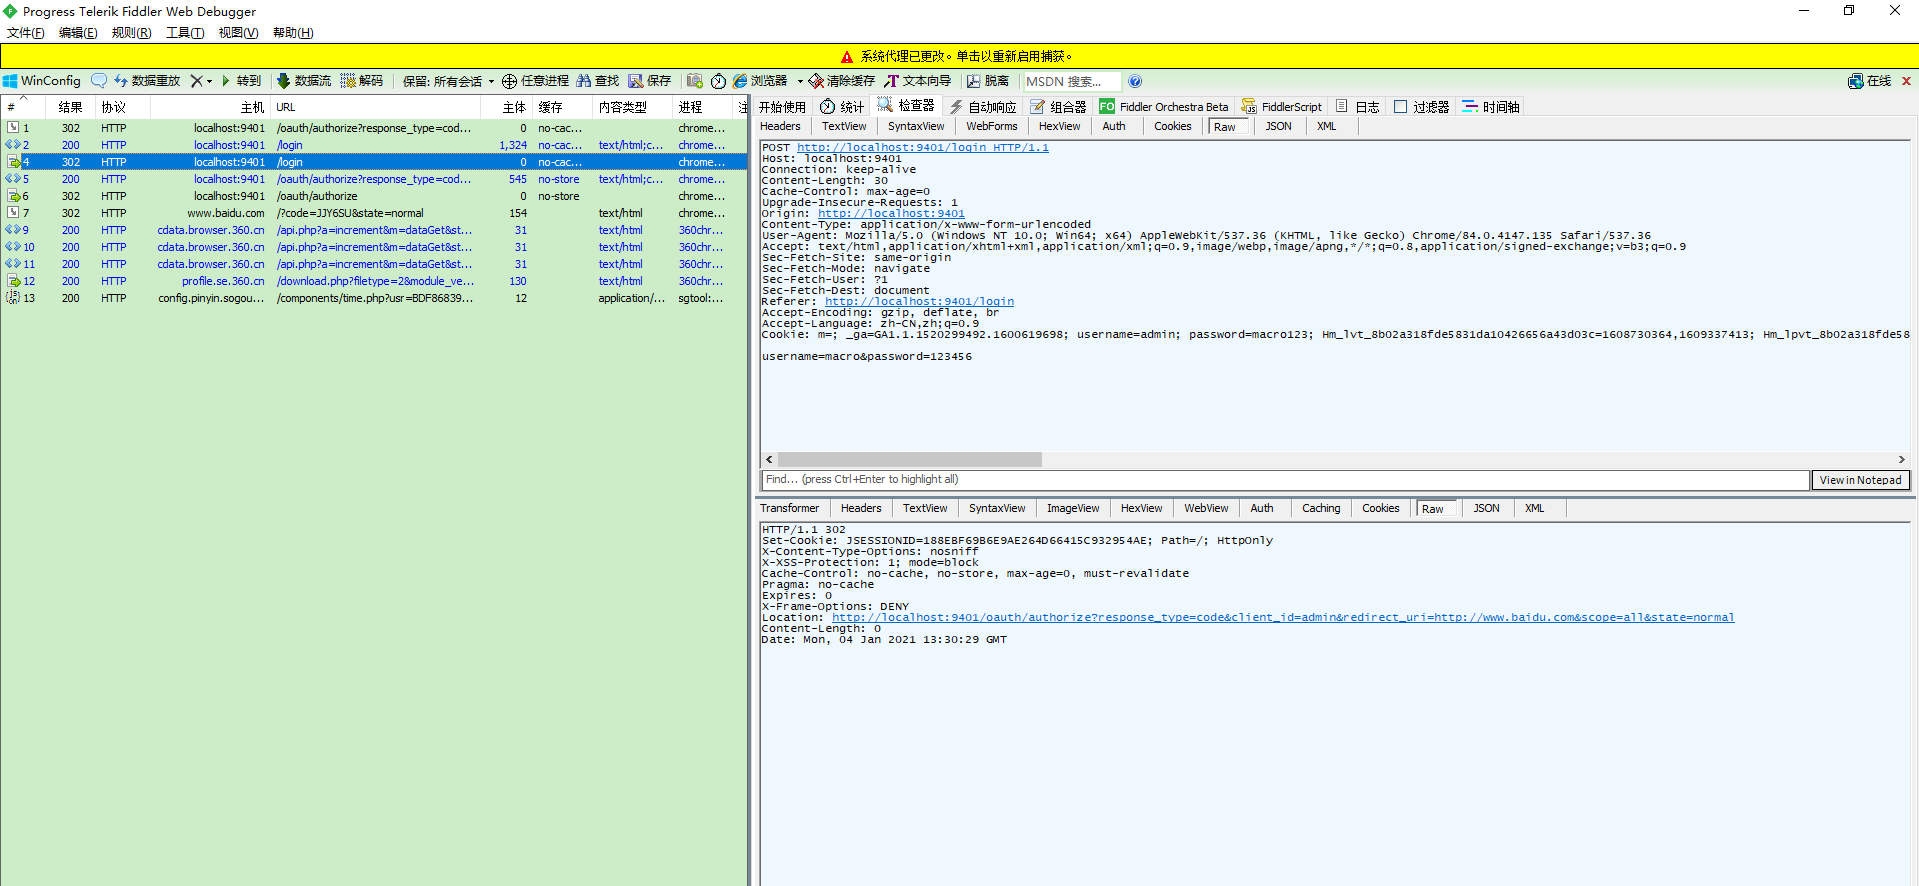 Progress Telerik Fiddler Web Debugger
文件(F) 编辑(E) 规则(R) 工具(T) 视图(V) 帮助(H)
系统代理已更改。单击以重新启用捕获。
WinConfig 数据重放 转到 数据流 解码 保留: 所有会话 任意进程 查找 保存 浏览器 清除缓存 文本向导 脱离 MSDN 搜索... 在线
# 结果 协议 主机 URL 主体 缓存 内容类型 进程
1 302 HTTP localhost:9401 /oauth/authorize?response_type=cod... 0 no-cac... chrome...
2 200 HTTP localhost:9401 /login 1,324 no-cac... text/html;c... chrome...
4 302 HTTP localhost:9401 /login 0 no-cac... chrome...
5 200 HTTP localhost:9401 /oauth/authorize?response_type=cod... 545 no-store text/html;c... chrome...
6 302 HTTP localhost:9401 /oauth/authorize 0 no-store chrome...
7 302 HTTP www.baidu.com /?code=JJY6SU&state=normal 154 text/html chrome...
9 200 HTTP cdata.browser.360.cn /api.php?a=increment&m=dataGet&st... 31 text/html 360chr...
10 200 HTTP cdata.browser.360.cn /api.php?a=increment&m=dataGet&st... 31 text/html 360chr...
11 200 HTTP cdata.browser.360.cn /api.php?a=increment&m=dataGet&st... 31 text/html 360chr...
12 200 HTTP profile.se.360.cn /download.php?filetype=2&module_ve... 130 text/html 360chr...
13 200 HTTP config.pinyin.sogou... /components/time.php?usr=BDF86839... 12 application/... sgtool:...
开始使用 统计 检查器 自动响应 组合器 FO Fiddler Orchestra Beta FiddlerScript 日志 过滤器 时间轴
Headers TextView SyntaxView WebForms HexView Auth Cookies Raw JSON XML
POST http://localhost:9401/login HTTP/1.1
Host: localhost:9401
Connection: keep-alive
Content-Length: 30
Cache-Control: max-age=0
Upgrade-Insecure-Requests: 1
Origin: http://localhost:9401
Content-Type: application/x-www-form-urlencoded
User-Agent: Mozilla/5.0 (Windows NT 10.0; Win64; x64) AppleWebKit/537.36 (KHTML, like Gecko) Chrome/84.0.4147.135 Safari/537.36
Accept: text/html,application/xhtml+xml,application/xml;q=0.9,image/webp,image/apng,*/*;q=0.8,application/signed-exchange;v=b3;q=0.9
Sec-Fetch-Site: same-origin
Sec-Fetch-Mode: navigate
Sec-Fetch-User: ?1
Sec-Fetch-Dest: document
Referer: http://localhost:9401/login
Accept-Encoding: gzip, deflate, br
Accept-Language: zh-CN,zh;q=0.9
Cookie: m=; _ga=GA1.1.1520299492.1600619698; username=admin; password=macro123; Hm_lvt_8b02a318fde5831da10426656a43d03c=1608730364,1609337413; Hm_lpvt_8b02a318fde58
username=macro&password=123456
Find... (press Ctrl+Enter to highlight all) View in Notepad
Transformer Headers TextView SyntaxView ImageView HexView WebView Auth Caching Cookies Raw JSON XML
HTTP/1.1 302
Set-Cookie: JSESSIONID=188EBF69B6E9AE264D66415C932954AE; Path=/; HttpOnly
X-Content-Type-Options: nosniff
X-XSS-Protection: 1; mode=block
Cache-Control: no-cache, no-store, max-age=0, must-revalidate
Pragma: no-cache
Expires: 0
X-Frame-Options: DENY
Location: http://localhost:9401/oauth/authorize?response_type=code&client_id=admin&redirect_uri=http://www.baidu.com&scope=all&state=normal
Content-Length: 0
Date: Mon, 04 Jan 2021 13:30:29 GMT